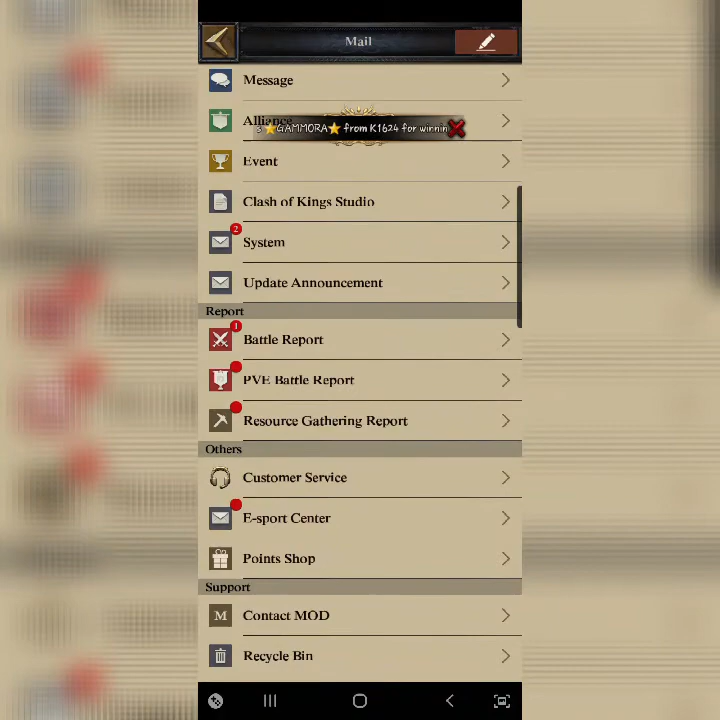 Mail
Message
Alliance
s ⭐GAMMORA⭐ from K1624 for winnin
Event
Clash of Kings Studio
2
System
Update Announcement
Report
1
Battle Report
PVE Battle Report
Resource Gathering Report
Others
Customer Service
E-sport Center
Points Shop
Support
M Contact MOD
Recycle Bin